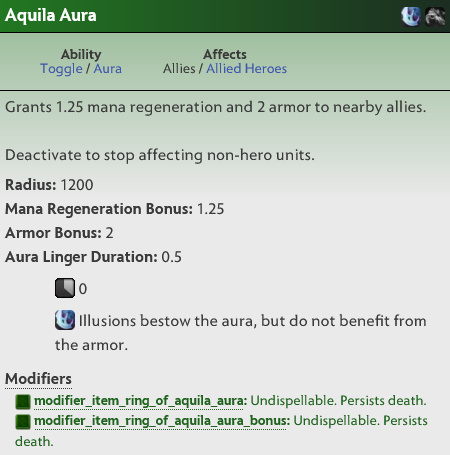 Aquila Aura
Ability
Toggle / Aura
Affects
Allies / Allied Heroes
Grants 1.25 mana regeneration and 2 armor to nearby allies.
Deactivate to stop affecting non-hero units.
Radius: 1200
Mana Regeneration Bonus: 1.25
Armor Bonus: 2
Aura Linger Duration: 0.5
0
Illusions bestow the aura, but do not benefit from
the armor.
Modifiers
modifier_item_ring_of_aquila_aura: Undispellable. Persists death.
modifier_item_ring_of_aquila_aura_bonus: Undispellable. Persists
death.